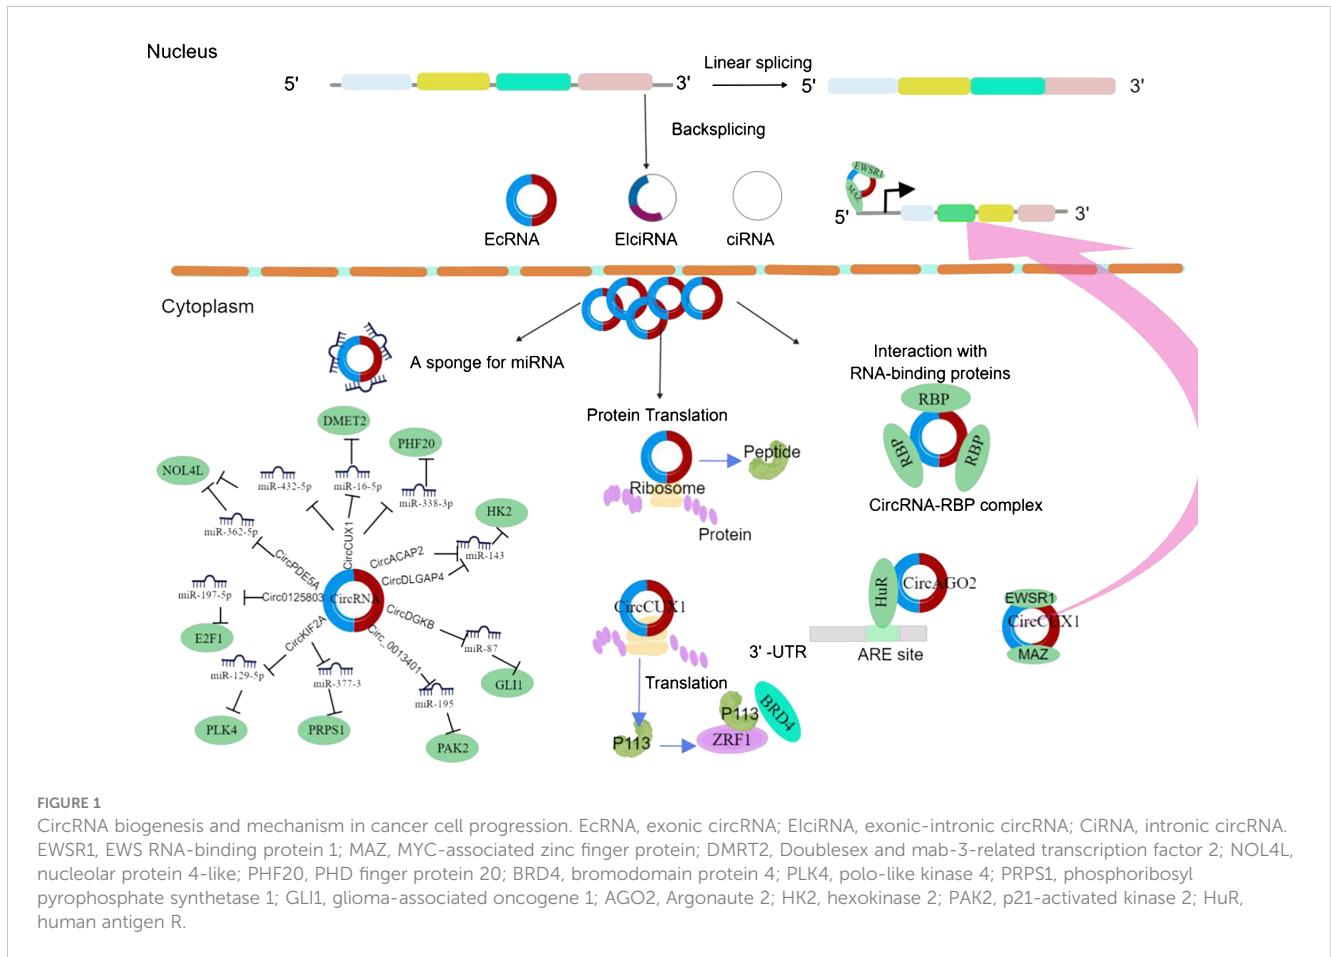 Nucleus
5'
3'
Linear splicing
5'
3'
Backsplicing
EWSR1
MAZ
5'
3'
EcRNA
EIciRNA
ciRNA
Cytoplasm
A sponge for miRNA
Interaction with
RNA-binding proteins
RBP
RBP
RBP
CircRNA-RBP complex
Protein Translation
Peptide
Ribosome
Protein
DMET2
PHF20
NOL4L
miR-432-5p
miR-16-5p
miR-338-3p
HK2
miR-362-5p
CircCUX1
CircACAP2
miR-143
CircPDE5A
CircDLGAP4
miR-197-5p
Circ0125803
CircRNA
CircDGKB
E2F1
CircKIF2A
Circ_0013401
miR-87
miR-129-5p
miR-377-3
miR-195
GLI1
PLK4
PRPS1
PAK2
CircCUX1
Translation
P113
P113
BRD4
ZRF1
HuR
CircAGO2
3' -UTR
ARE site
EWSR1
CircCUX1
MAZ
FIGURE 1
CircRNA biogenesis and mechanism in cancer cell progression. EcRNA, exonic circRNA; EIciRNA, exonic-intronic circRNA; CiRNA, intronic circRNA.
EWSR1, EWS RNA-binding protein 1; MAZ, MYC-associated zinc finger protein; DMRT2, Doublesex and mab-3-related transcription factor 2; NOL4L,
nucleolar protein 4-like; PHF20, PHD finger protein 20; BRD4, bromodomain protein 4; PLK4, polo-like kinase 4; PRPS1, phosphoribosyl
pyrophosphate synthetase 1; GLI1, glioma-associated oncogene 1; AGO2, Argonaute 2; HK2, hexokinase 2; PAK2, p21-activated kinase 2; HuR,
human antigen R.